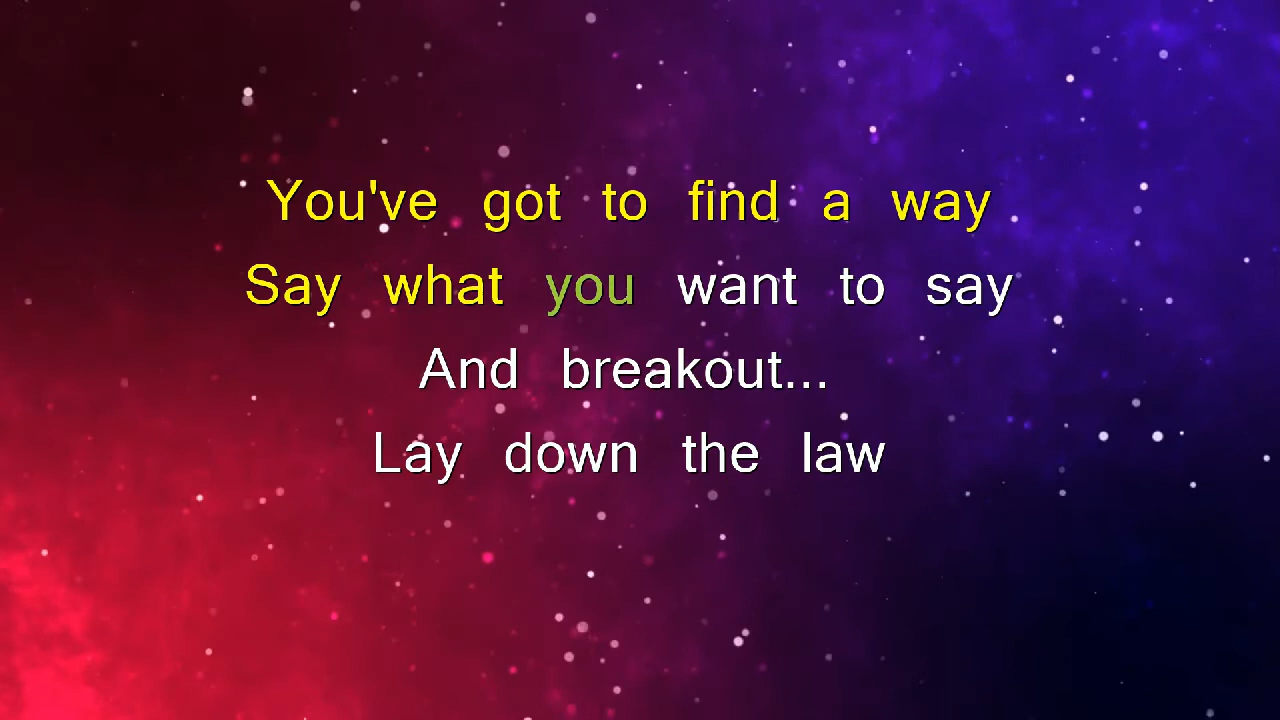 You've got to find a way
Say what you want to say
And breakout...
Lay down the law